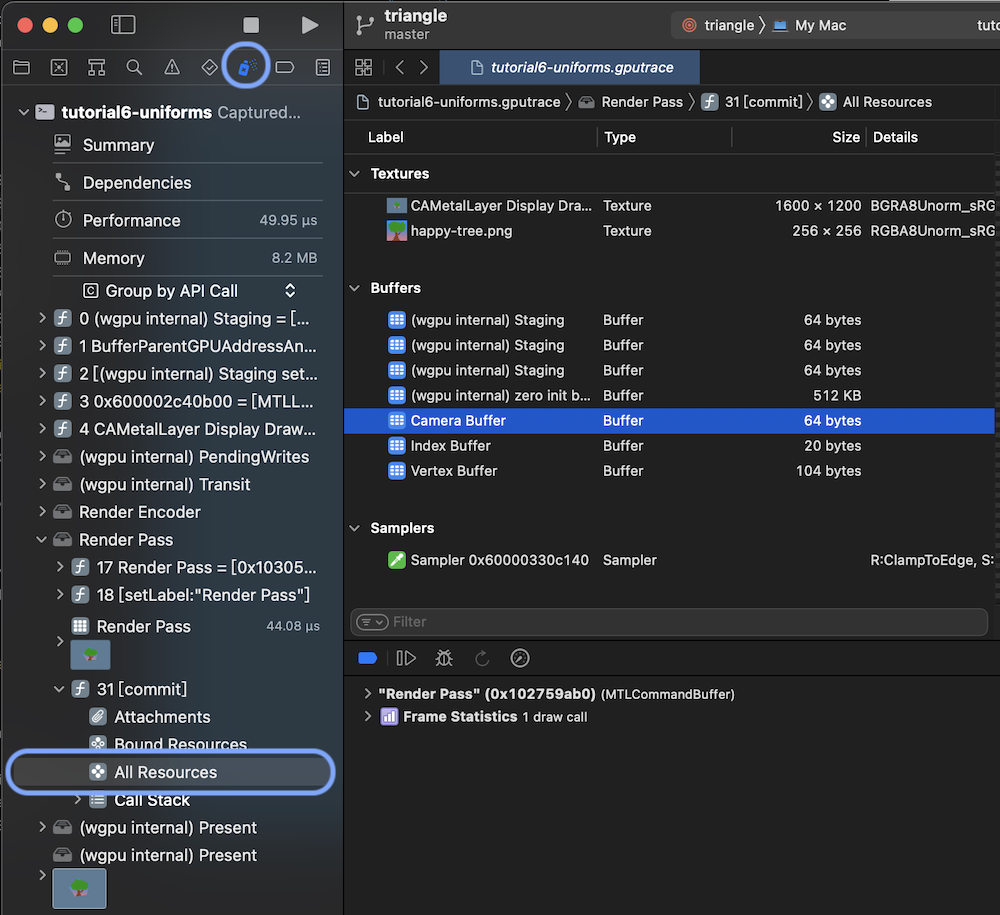 triangle
master
triangle
My Mac
tutorial6-uniforms.gputrace
tutorial6-uniforms Captured...
Summary
Dependencies
Performance 49.95 µs
Memory 8.2 MB
Group by API Call
0 (wgpu internal) Staging = [...
1 BufferParentGPUAddressAn...
2 [(wgpu internal) Staging set...
3 0x600002c40b00 = [MTLL...
4 CAMetalLayer Display Draw...
(wgpu internal) PendingWrites
(wgpu internal) Transit
Render Encoder
Render Pass
17 Render Pass = [0x10305...
18 [setLabel:"Render Pass"]
Render Pass 44.08 µs
31 [commit]
Attachments
Bound Resources
All Resources
Call Stack
(wgpu internal) Present
(wgpu internal) Present
tutorial6-uniforms.gputrace
Render Pass
31 [commit]
All Resources
Label Type Size Details
Textures
CAMetalLayer Display Dra... Texture 1600 × 1200 BGRA8Unorm_sRG
happy-tree.png Texture 256 × 256 RGBA8Unorm_sRG
Buffers
(wgpu internal) Staging Buffer 64 bytes
(wgpu internal) Staging Buffer 64 bytes
(wgpu internal) Staging Buffer 64 bytes
(wgpu internal) zero init b... Buffer 512 KB
Camera Buffer Buffer 64 bytes
Index Buffer Buffer 20 bytes
Vertex Buffer Buffer 104 bytes
Samplers
Sampler 0x60000330c140 Sampler R:ClampToEdge, S:
Filter
"Render Pass" (0x102759ab0) (MTLCommandBuffer)
Frame Statistics 1 draw call